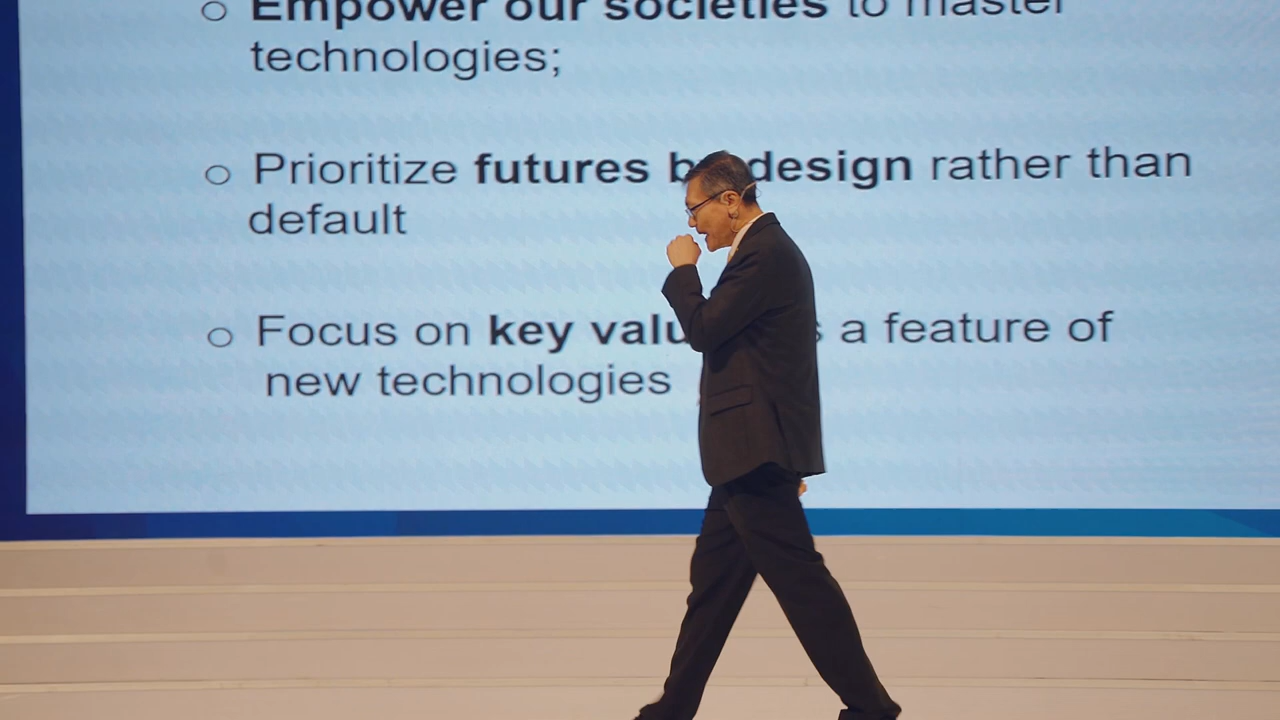 Empower our societies to master
technologies;
Prioritize futures by design rather than
default
Focus on key a feature of
new technologies